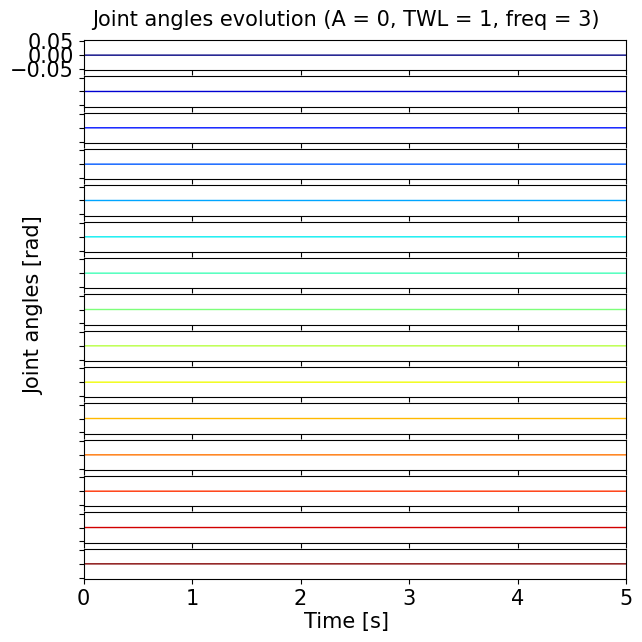 Joint angles evolution (A = 0, TWL = 1, freq = 3)
0.05
0.00
−0.05
Joint angles [rad]
0 1 2 3 4 5
Time [s]